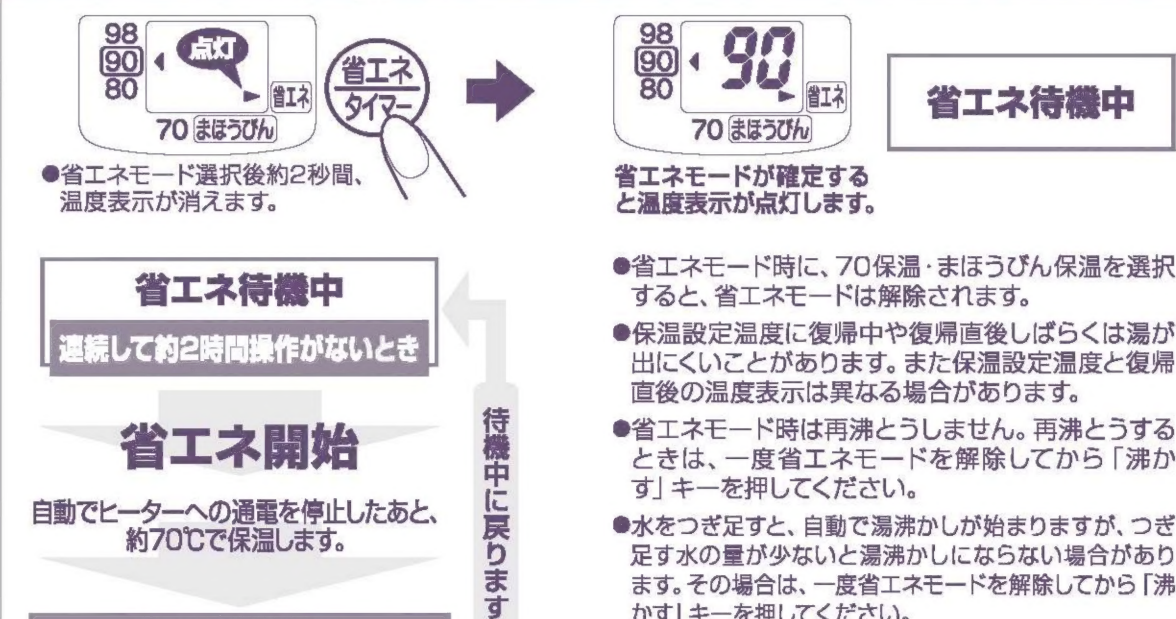 98
90
80
点灯
省エネ
70 まほうびん
省エネ
タイマー
●省エネモード選択後約2秒間、
温度表示が消えます。
98
90
80
90
省エネ
70 まほうびん
省エネ待機中
省エネモードが確定する
と温度表示が点灯します。
省エネ待機中
連続して約2時間操作がないとき
省エネ開始
自動でヒーターへの通電を停止したあと、
約70℃で保温します。
待機中に戻ります
●省エネモード時に、70保温・まほうびん保温を選択
すると、省エネモードは解除されます。
●保温設定温度に復帰中や復帰直後しばらくは湯が
出にくいことがあります。また保温設定温度と復帰
直後の温度表示は異なる場合があります。
●省エネモード時は再沸とうしません。再沸とうする
ときは、一度省エネモードを解除してから「沸か
す」キーを押してください。
●水をつぎ足すと、自動で湯沸かしが始まりますが、つぎ
足す水の量が少ないと湯沸かしにならない場合があり
ます。その場合は、一度省エネモードを解除してから「沸
かす」キーを押してください。